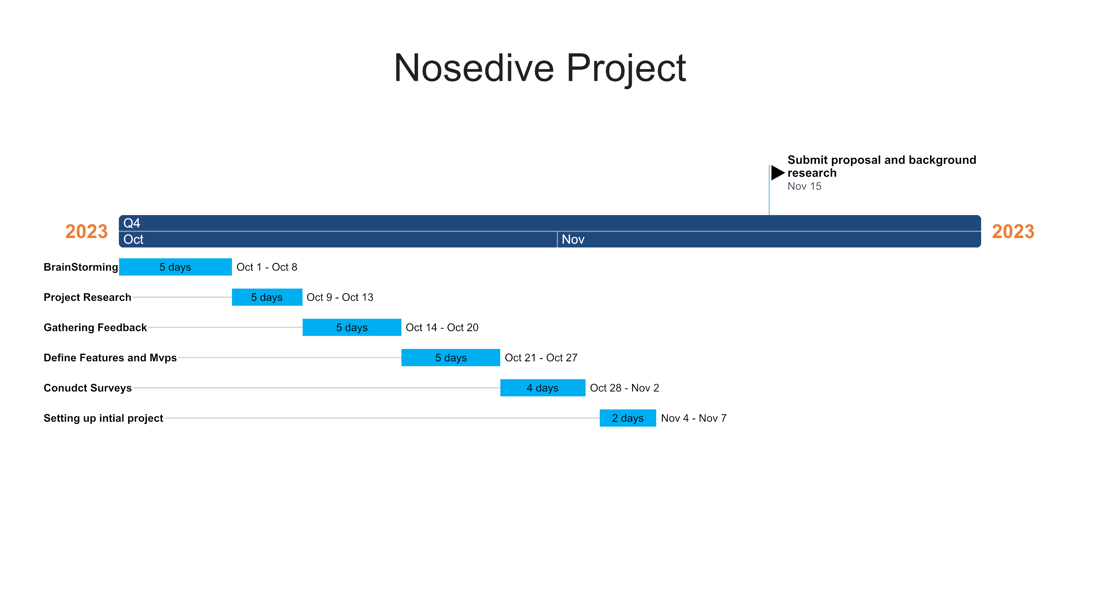 Nosedive Project
Submit proposal and background
research
Nov 15
2023
Q4
Oct
Nov
2023
BrainStorming
5 days
Oct 1 - Oct 8
Project Research
5 days
Oct 9 - Oct 13
Gathering Feedback
5 days
Oct 14 - Oct 20
Define Features and Mvps
5 days
Oct 21 - Oct 27
Conudct Surveys
4 days
Oct 28 - Nov 2
Setting up intial project
2 days
Nov 4 - Nov 7